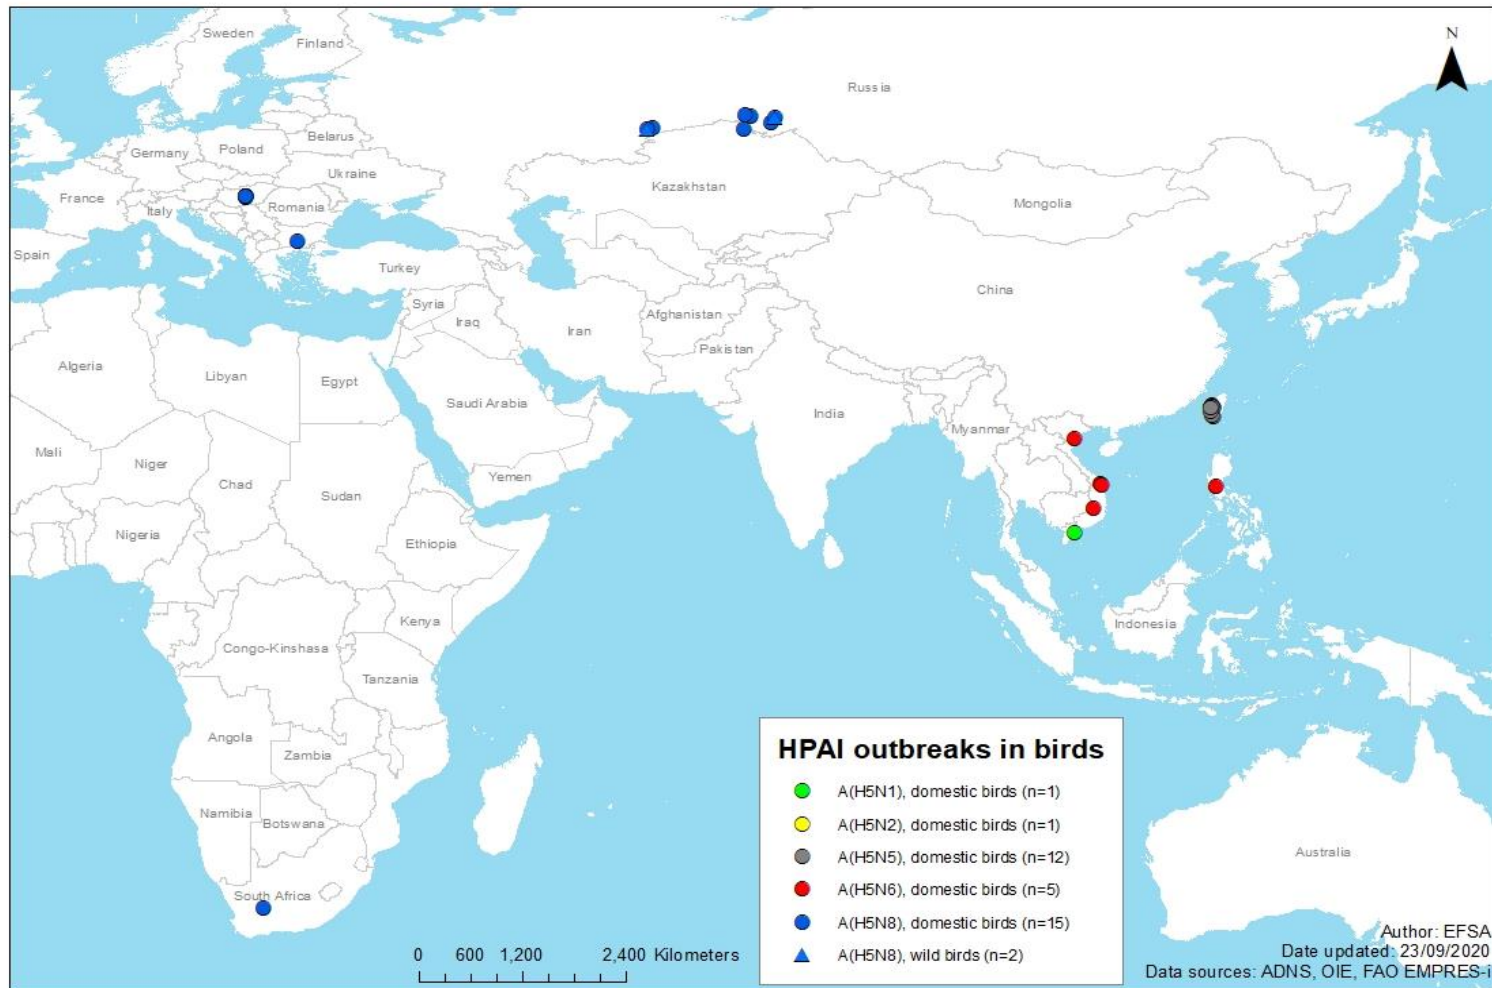 Sweden
Finland
N
Russia
Belarus
Germany
Poland
Ukraine
Kazakhstan
France
Italy
Romania
Mongolia
Spain
Turkey
China
Syria
Iraq
Iran
Afghanistan
Pakistan
Algeria
Libyan
Egypt
Saudi Arabia
India
Myanmar
Mali
Niger
Chad
Sudan
Yemen
Nigeria
Ethiopia
Kenya
Indonesia
Congo-Kinshasa
Tanzania
Angola
Zambia
Namibia
Botswana
South Africa
Australia
HPAI outbreaks in birds
A(H5N1), domestic birds (n=1)
A(H5N2), domestic birds (n=1)
A(H5N5), domestic birds (n=12)
A(H5N6), domestic birds (n=5)
A(H5N8), domestic birds (n=15)
A(H5N8), wild birds (n=2)
0 600 1,200 2,400 Kilometers
Author: EFSA
Date updated: 23/09/2020
Data sources: ADNS, OIE, FAO EMPRES-i